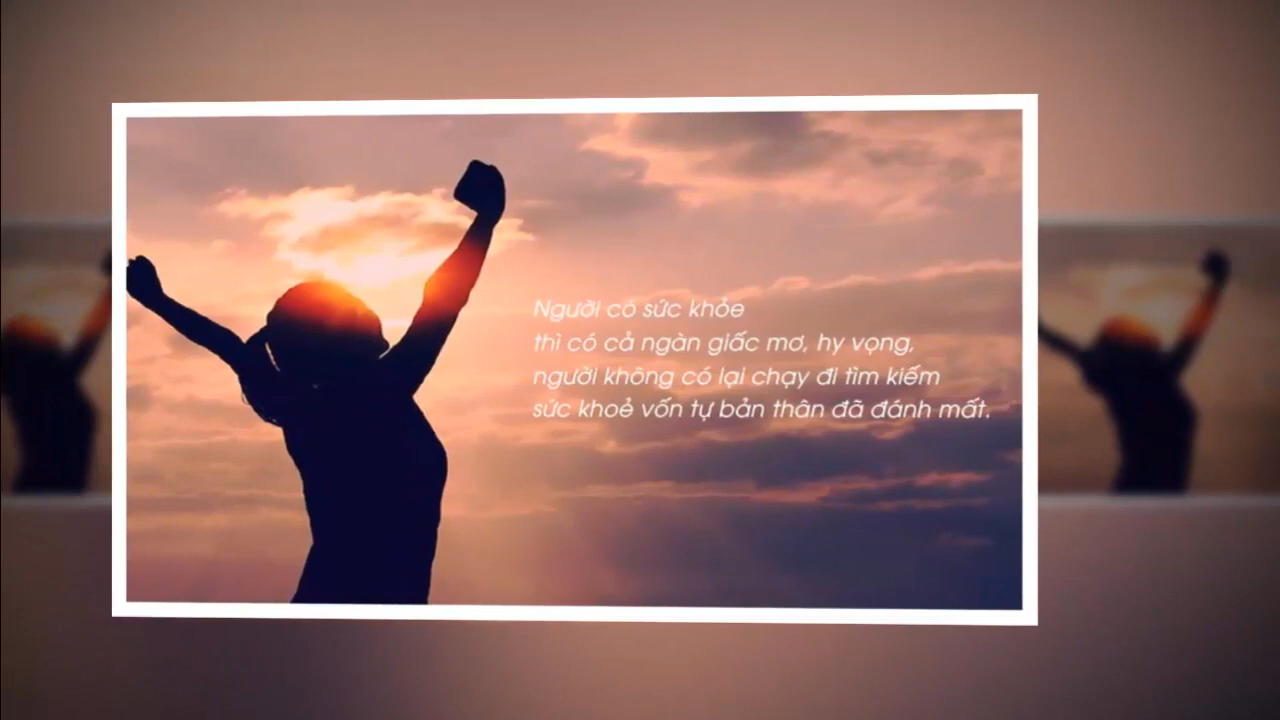 Người có sức khỏe
thì có cả ngàn giấc mơ, hy vọng,
người không có lại chạy đi tìm kiếm
sức khoẻ vốn tự bản thân đã đánh mất.